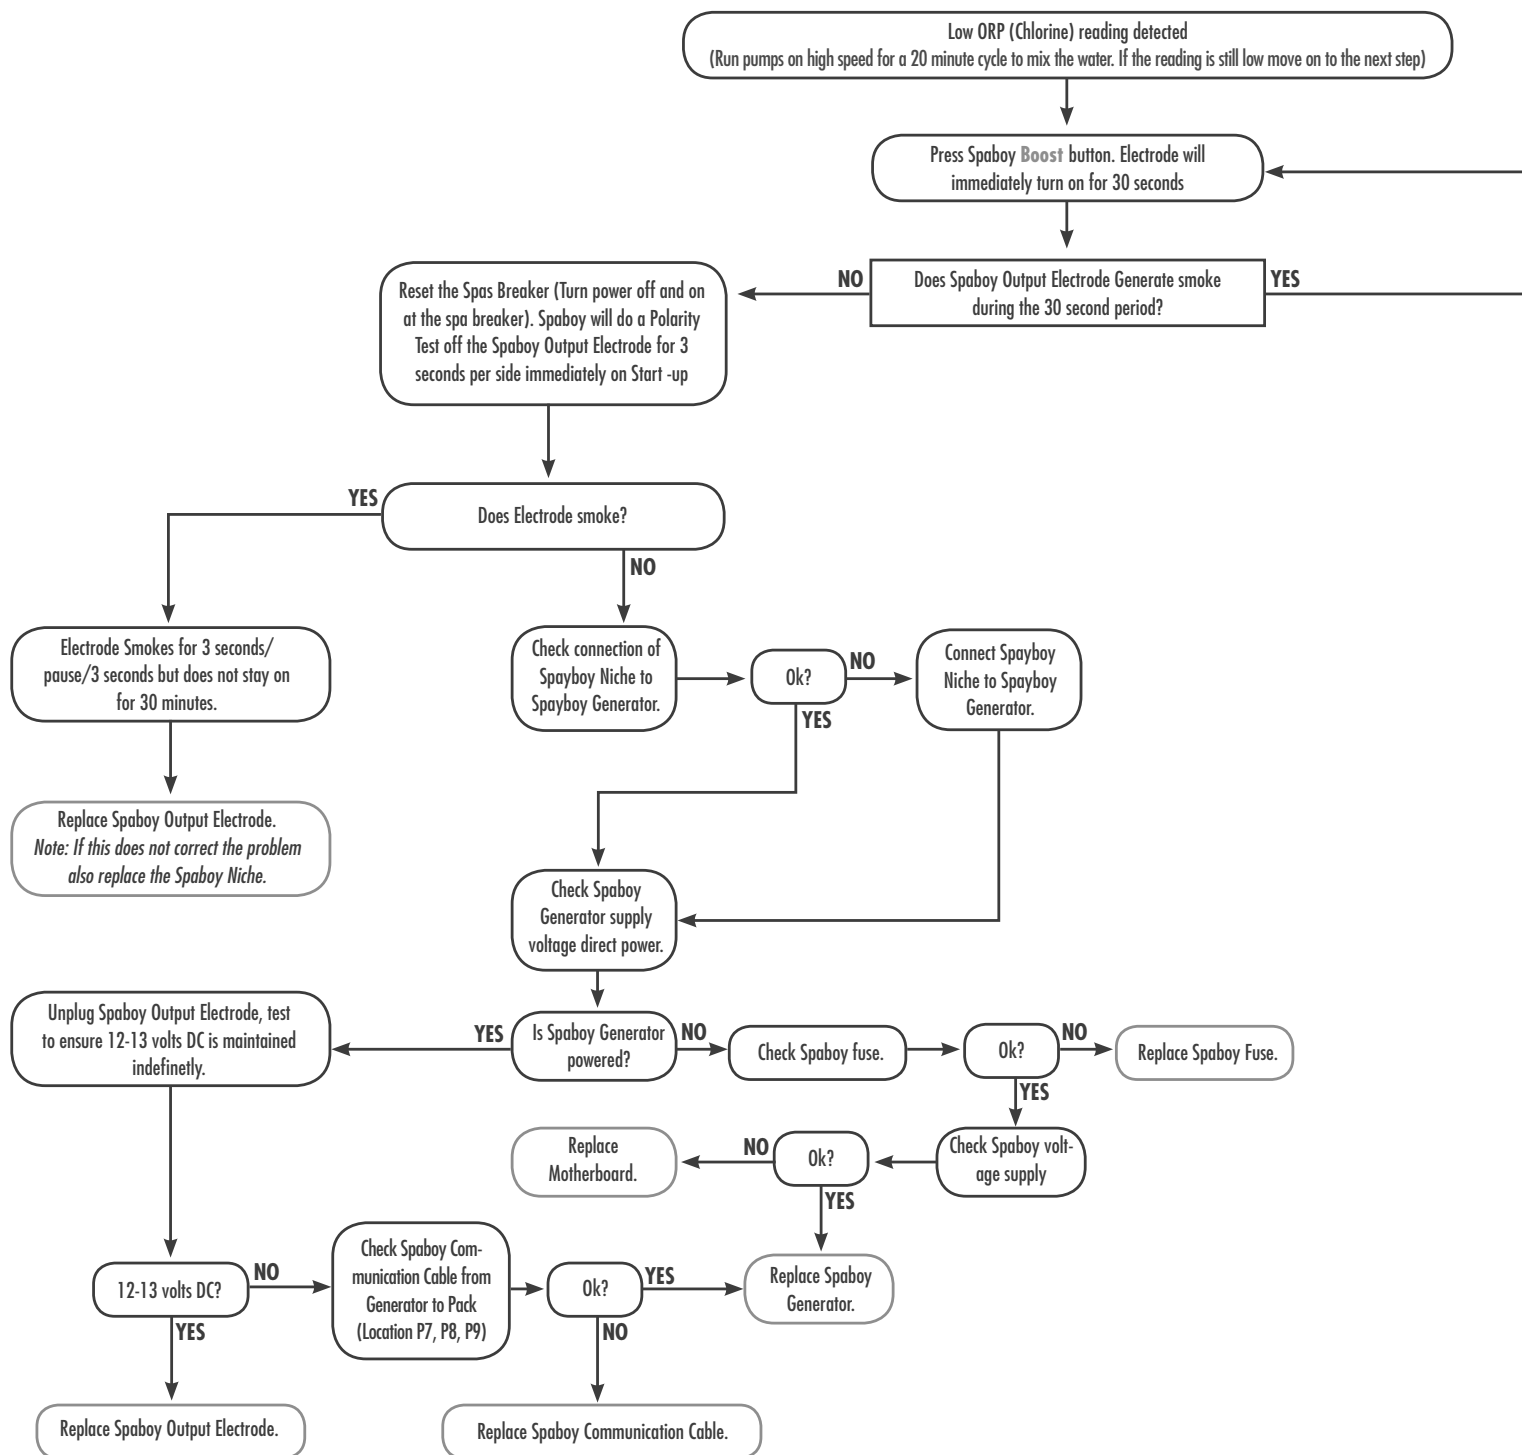 Low ORP (Chlorine) reading detected
(Run pumps on high speed for a 20 minute cycle to mix the water. If the reading is still low move on to the next step)
Press Spaboy Boost button. Electrode will
immediately turn on for 30 seconds
Does Spaboy Output Electrode Generate smoke
during the 30 second period?
NO
YES
Reset the Spas Breaker (Turn power off and on
at the spa breaker). Spaboy will do a Polarity
Test off the Spaboy Output Electrode for 3
seconds per side immediately on Start -up
Does Electrode smoke?
YES
NO
Electrode Smokes for 3 seconds/
pause/3 seconds but does not stay on
for 30 minutes.
Replace Spaboy Output Electrode.
Note: If this does not correct the problem
also replace the Spaboy Niche.
Check connection of
Spayboy Niche to
Spayboy Generator.
Ok?
NO
YES
Connect Spayboy
Niche to Spayboy
Generator.
Check Spaboy
Generator supply
voltage direct power.
Is Spaboy Generator
powered?
YES
NO
Unplug Spaboy Output Electrode, test
to ensure 12-13 volts DC is maintained
indefinetly.
Check Spaboy fuse.
Ok?
NO
YES
Replace Spaboy Fuse.
Check Spaboy volt-
age supply
Ok?
NO
YES
Replace
Motherboard.
12-13 volts DC?
NO
YES
Check Spaboy Com-
munication Cable from
Generator to Pack
(Location P7, P8, P9)
Ok?
YES
NO
Replace Spaboy
Generator.
Replace Spaboy Output Electrode.
Replace Spaboy Communication Cable.